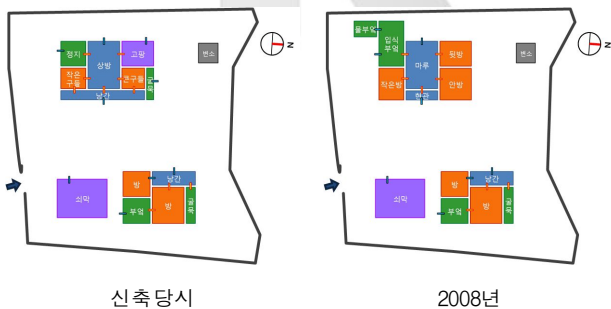 정지
상방
고팡
작은
구들
큰구들
굴묵
낭간
변소
N
쇠막
방
낭간
부엌
방
굴묵
신축당시
물부엌
입식
부엌
마루
뒷방
작은방
안방
현관
변소
N
쇠막
방
낭간
부엌
방
굴묵
2008년